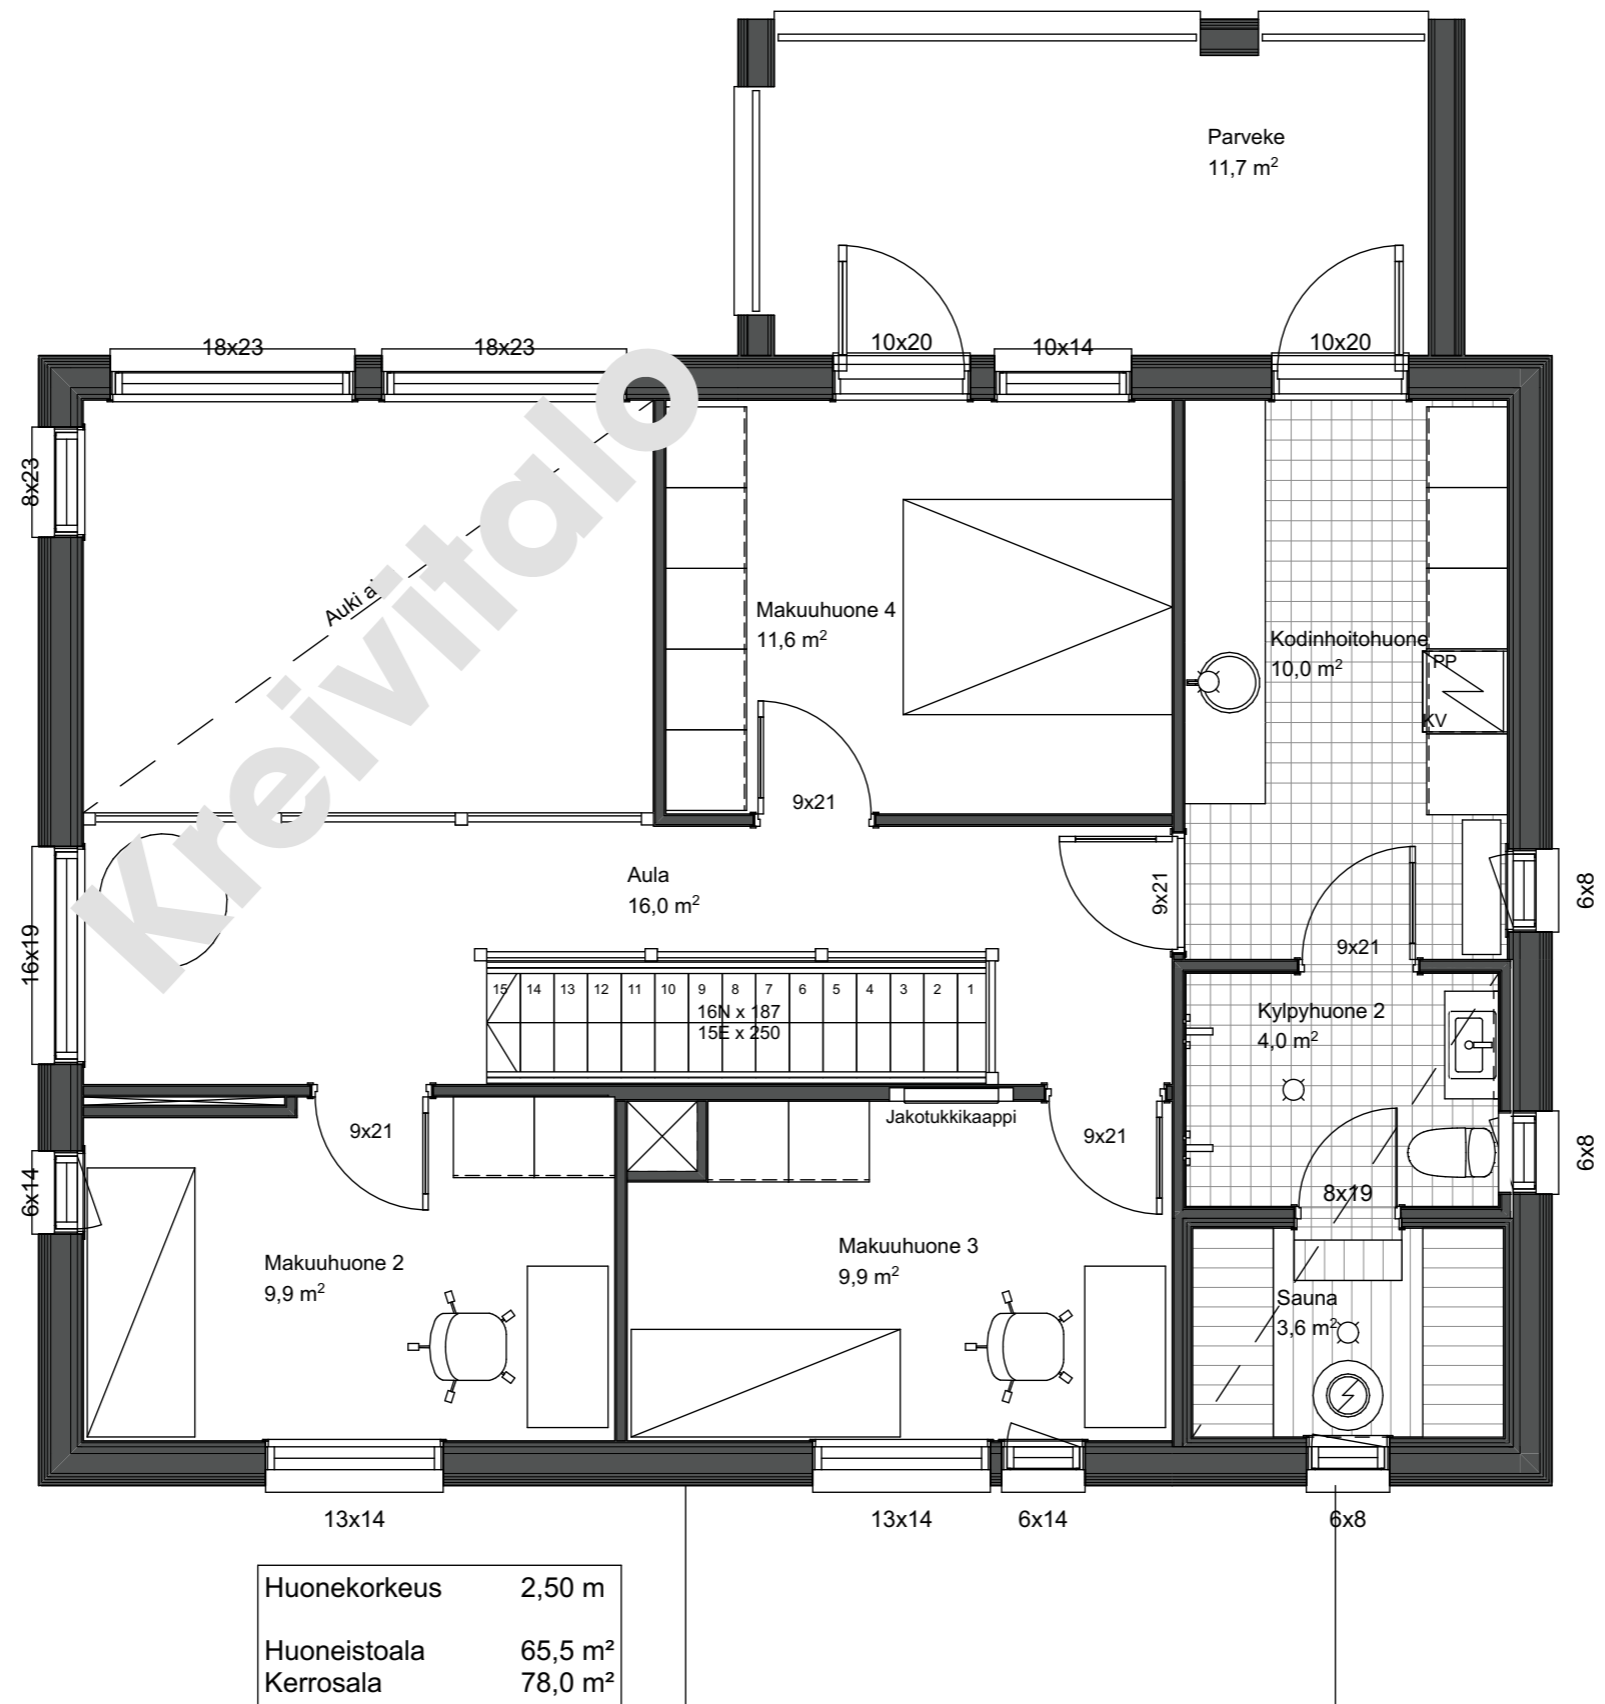 Parveke
11,7 m²
18x23
18x23
10x20
10x14
10x20
8x23
Auki a
Kreivitalo
Makuuhuone 4
11,6 m²
Kodinhoitohuone
10,0 m²
PP
KV
9x21
Aula
16,0 m²
9x21
6x8
16x19
9x21
15 14 13 12 11 10 9 8 7 6 5 4 3 2 1
16N x 187
15E x 250
Kylpyhuone 2
4,0 m²
Jakotukkikaappi
9x21
9x21
6x8
6x14
8x19
Makuuhuone 2
9,9 m²
Makuuhuone 3
9,9 m²
Sauna
3,6 m²
13x14
13x14
6x14
6x8
Huonekorkeus 2,50 m
Huoneistoala 65,5 m²
Kerrosala 78,0 m²